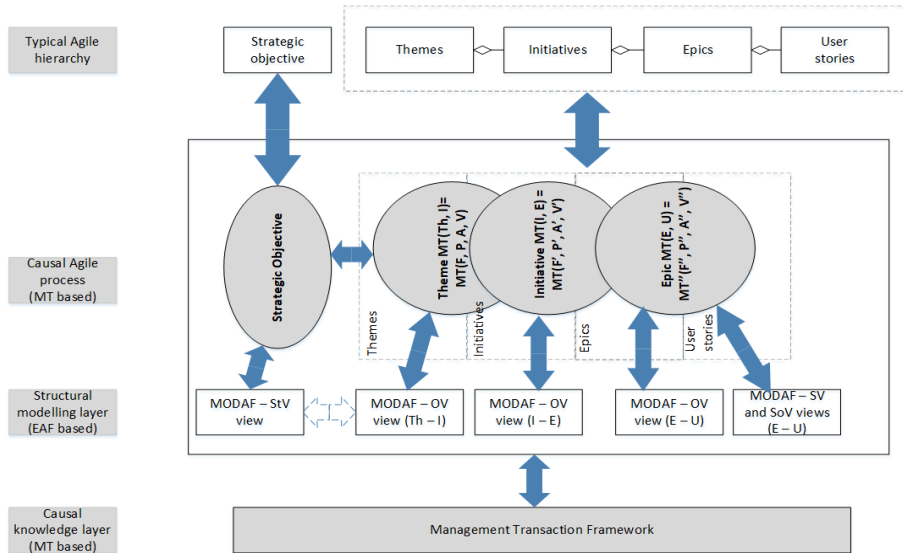 Typical Agile
hierarchy
Strategic
objective
Themes
Initiatives
Epics
User
stories
Causal Agile
process
(MT based)
Strategic Objective
Theme MT(Th, I)=
MT(F, P, A, V)
Initiative MT(I, E) =
MT(F', P', A', V')
Epic MT(E, U) =
MT"(F", P", A", V")
Themes
Initiatives
Epics
User
stories
Structural
modelling layer
(EAF based)
MODAF – StV
view
MODAF – OV
view (Th – I)
MODAF – OV
view (I – E)
MODAF – OV
view (E – U)
MODAF – SV
and SoV views
(E – U)
Causal
knowledge layer
(MT based)
Management Transaction Framework